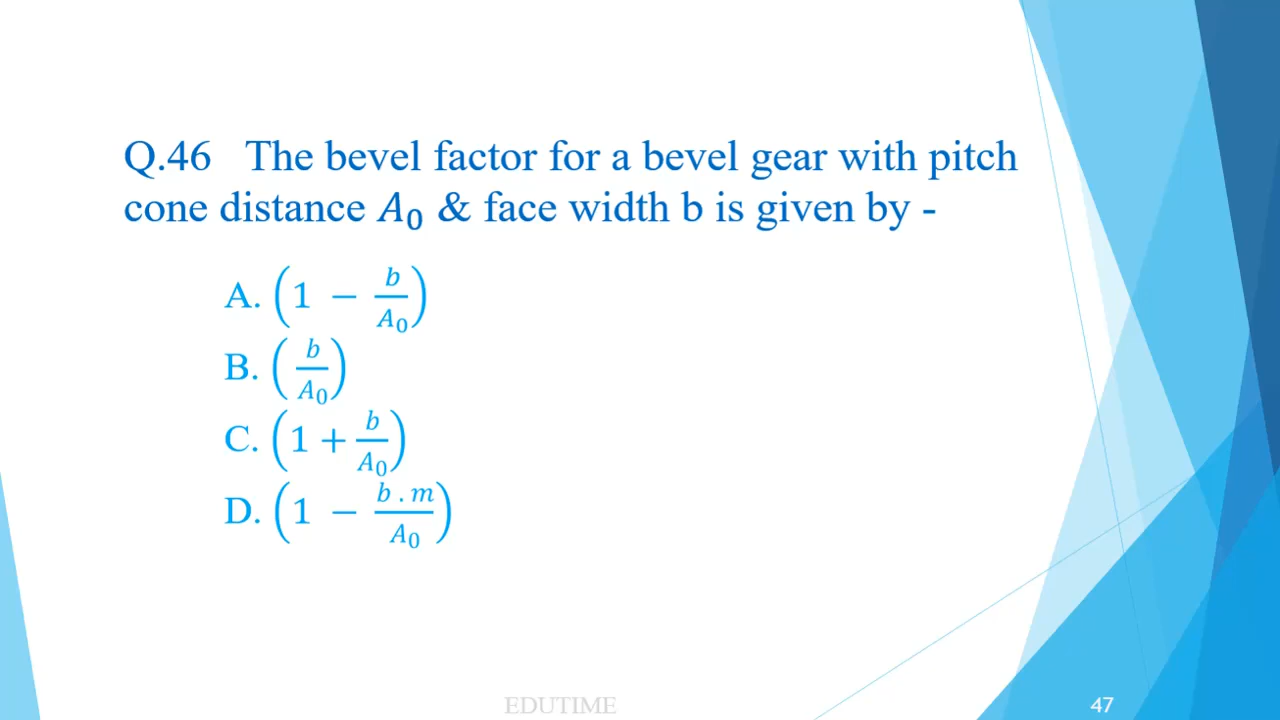 Q.46 The bevel factor for a bevel gear with pitch
cone distance A₀ & face width b is given by -
A. (1 − b/A₀)
B. (b/A₀)
C. (1 + b/A₀)
D. (1 − b . m/A₀)
EDUTIME
47